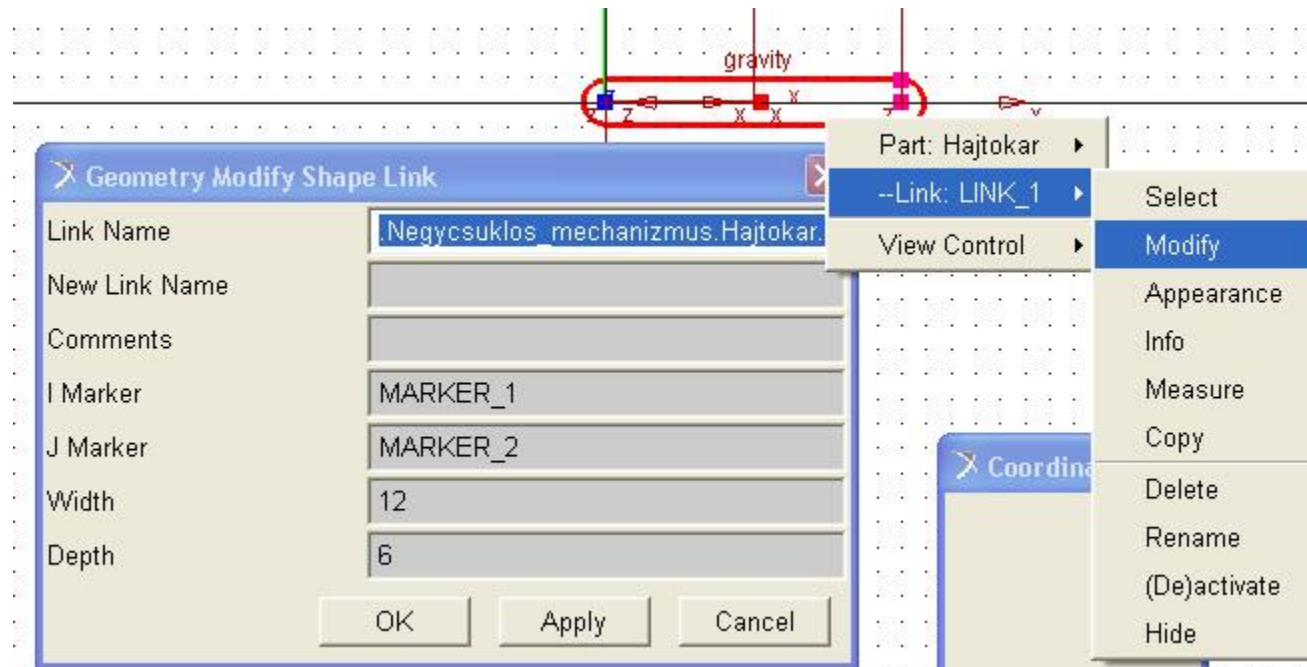 gravity
Z X X X Z Y
Geometry Modify Shape Link
Link Name .Negycsuklos_mechanizmus.Hajtokar.
New Link Name
Comments
I Marker MARKER_1
J Marker MARKER_2
Width 12
Depth 6
OK Apply Cancel
Part: Hajtokar
--Link: LINK_1
View Control
Select
Modify
Appearance
Info
Measure
Copy
Delete
Rename
(De)activate
Hide
Coordina